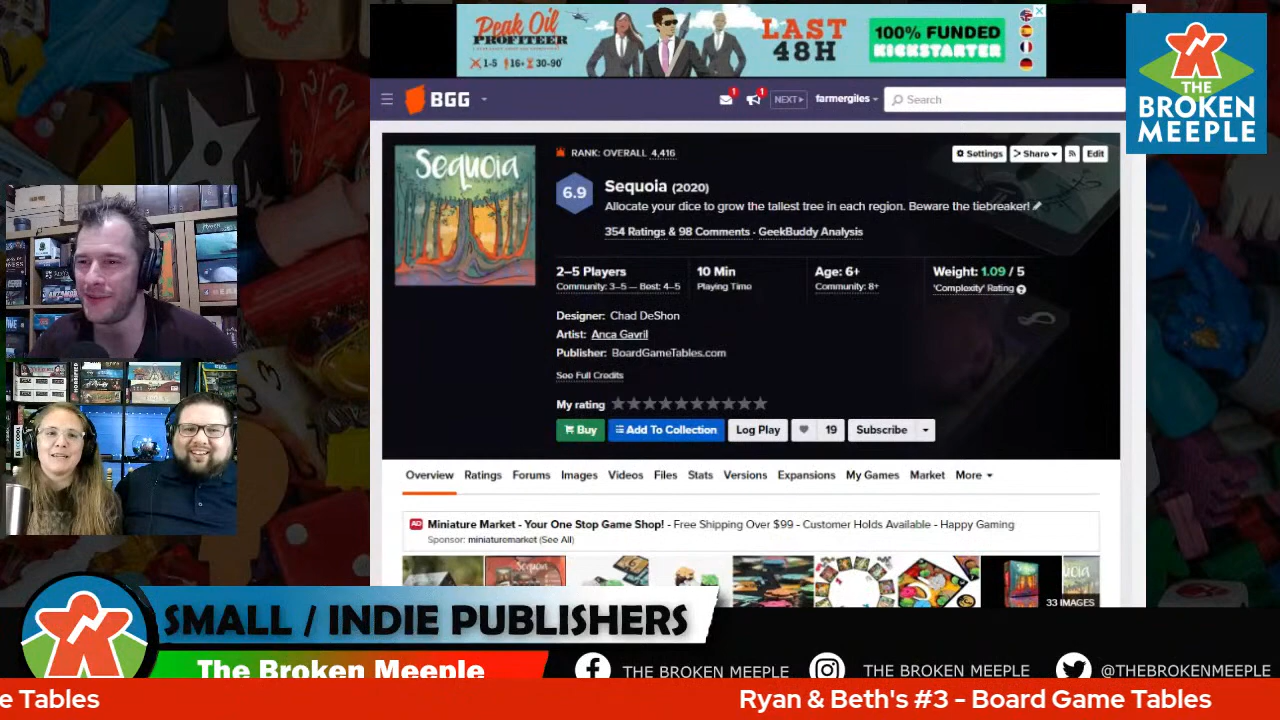 Peak Oil
PROFITEER
1-5 16+ 30-90'
LAST
48H
100% FUNDED
KICKSTARTER
THE
BROKEN
MEEPLE
BGG
1
1
NEXT
farmergiles
Search
Sequoia
RANK: OVERALL 4,416
Settings
Share
Edit
6.9
Sequoia (2020)
Allocate your dice to grow the tallest tree in each region. Beware the tiebreaker!
354 Ratings & 98 Comments · GeekBuddy Analysis
2–5 Players
Community: 3–5 — Best: 4–5
10 Min
Playing Time
Age: 6+
Community: 8+
Weight: 1.09 / 5
'Complexity' Rating
Designer: Chad DeShon
Artist: Anca Gavril
Publisher: BoardGameTables.com
See Full Credits
My rating
Buy
Add To Collection
Log Play
19
Subscribe
Overview Ratings Forums Images Videos Files Stats Versions Expansions My Games Market More
AD Miniature Market - Your One Stop Game Shop! - Free Shipping Over $99 - Customer Holds Available - Happy Gaming
Sponsor: miniaturemarket (See All)
33 IMAGES
SMALL / INDIE PUBLISHERS
The Broken Meeple
THE BROKEN MEEPLE
THE BROKEN MEEPLE
@THEBROKENMEEPLE
e Tables
Ryan & Beth's #3 - Board Game Tables